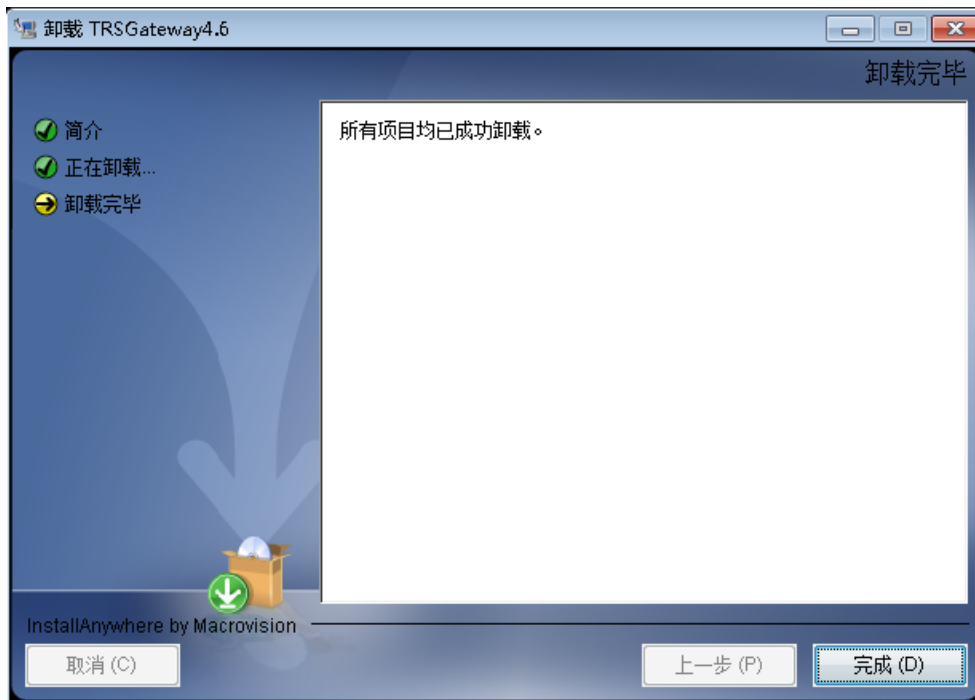 卸载 TRSGateway4.6
卸载完毕
简介
正在卸载...
卸载完毕
所有项目均已成功卸载。
InstallAnywhere by Macrovision
取消 (C)
上一步 (P)
完成 (D)